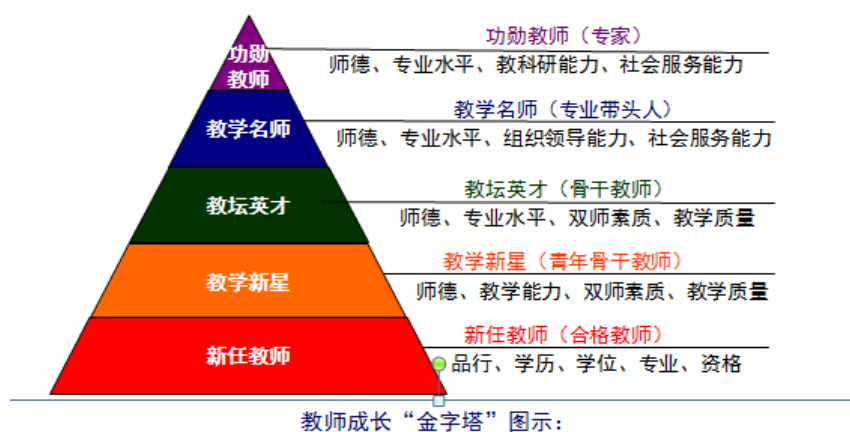 功勋
教师
功勋教师（专家）
师德、专业水平、教科研能力、社会服务能力
教学名师
教学名师（专业带头人）
师德、专业水平、组织领导能力、社会服务能力
教坛英才
教坛英才（骨干教师）
师德、专业水平、双师素质、教学质量
教学新星
教学新星（青年骨干教师）
师德、教学能力、双师素质、教学质量
新任教师
新任教师（合格教师）
品行、学历、学位、专业、资格
教师成长“金字塔”图示：